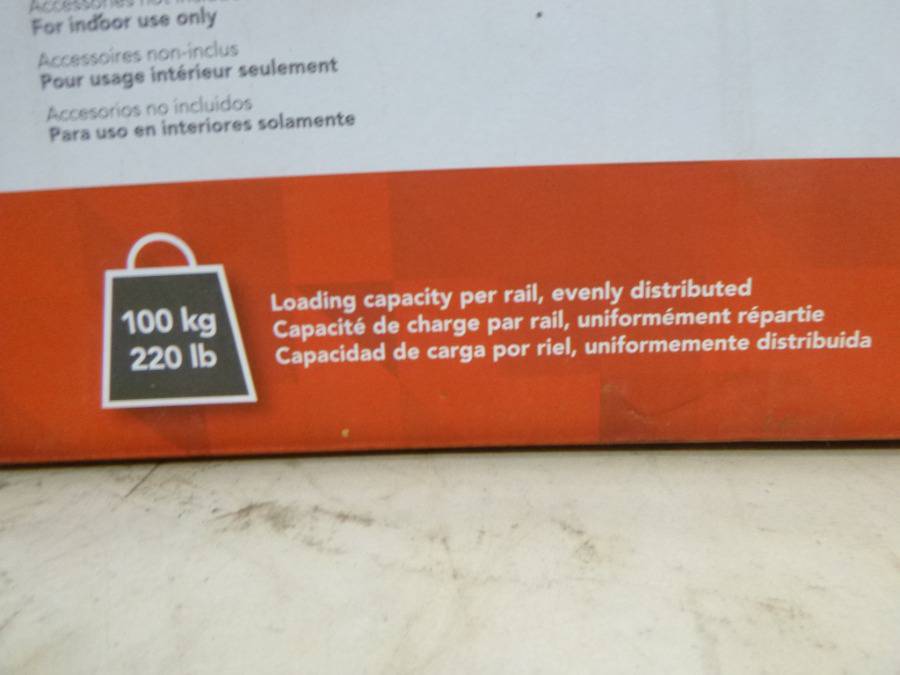 Accessories not
For indoor use only
Accessoires non-inclus
Pour usage intérieur seulement
Accesorios no incluidos
Para uso en interiores solamente
100 kg
220 lb
Loading capacity per rail, evenly distributed
Capacité de charge par rail, uniformément répartie
Capacidad de carga por riel, uniformemente distribuida